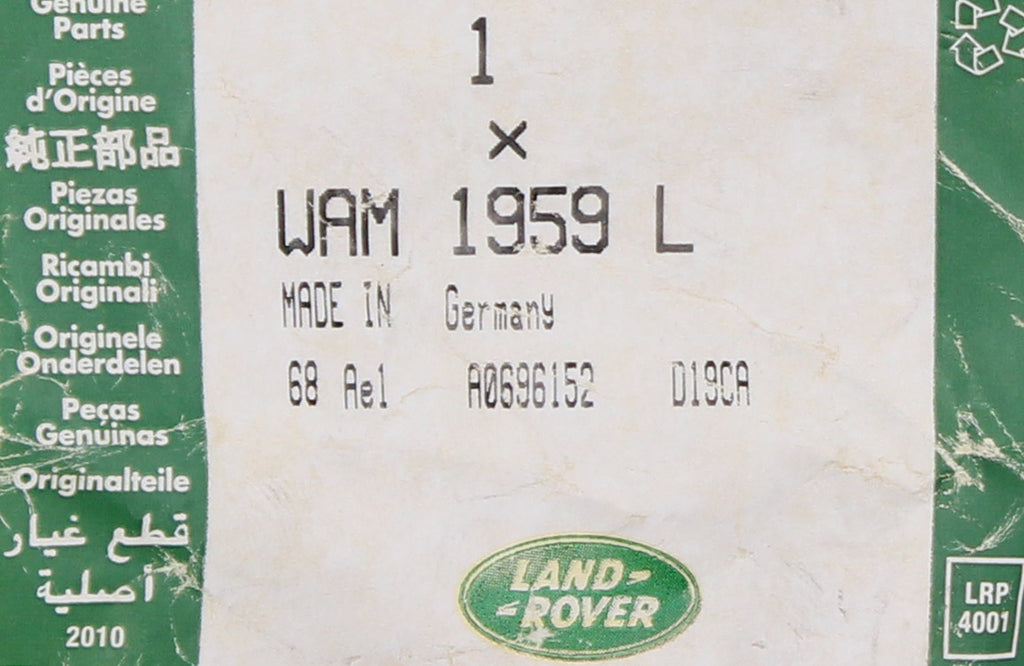 Genuine
Parts
Pièces
d'Origine
純正部品
Piezas
Originales
Ricambi
Originali
Originele
Onderdelen
Peças
Genuinas
Originalteile
قطع غيار
أصلية
2010
1
×
WAM 1959 L
MADE IN Germany
68 Ae1 A0696152 D19CA
LAND-
-ROVER
LRP
4001